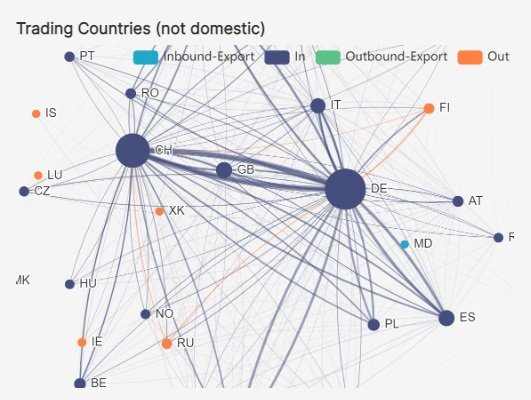 Trading Countries (not domestic)
Inbound-Export In Outbound-Export Out
PT
RO
IT
FI
IS
CH
GB
LU
DE
CZ
AT
XK
MD
MK
HU
NO
ES
PL
IE
RU
BE